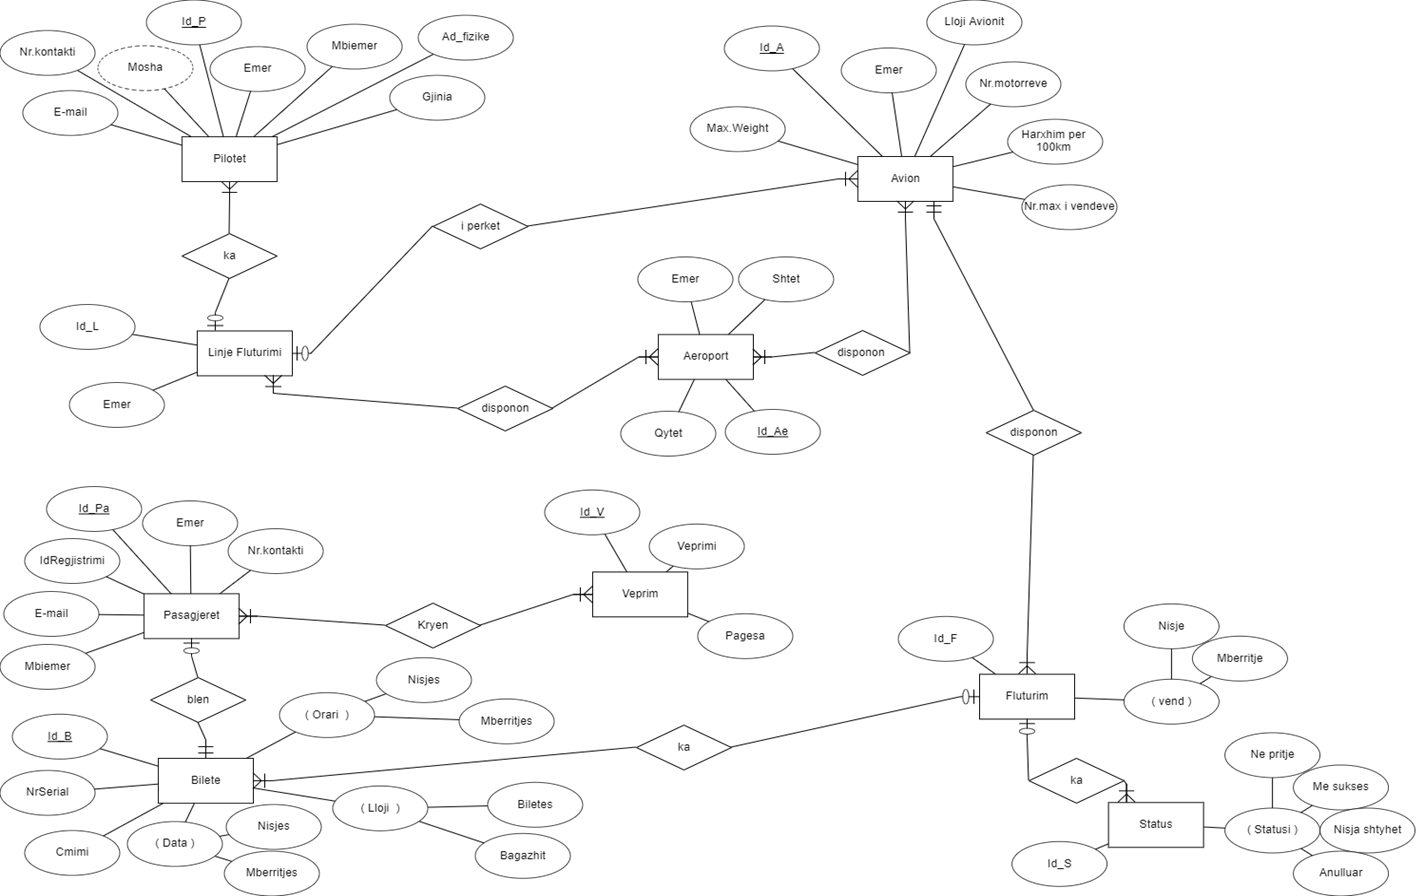 Id_P
Nr.kontakti
Mosha
Emer
Mbiemer
Ad_fizike
E-mail
Gjinia
Pilotet
ka
Id_L
Linje Fluturimi
Emer
i perket
Id_A
Emer
Lloji Avionit
Nr.motorreve
Max.Weight
Harxhim per
100km
Avion
Nr.max i vendeve
Emer
Shtet
Aeroport
disponon
disponon
Qytet
Id_Ae
disponon
Id_Pa
Emer
Nr.kontakti
IdRegjistrimi
E-mail
Pasagjeret
Mbiemer
Kryen
Id_V
Veprimi
Veprim
Pagesa
blen
Id_B
( Orari )
Nisjes
Mberritjes
Bilete
NrSerial
Cmimi
( Data )
Nisjes
Mberritjes
( Lloji )
Biletes
Bagazhit
ka
Id_F
Nisje
Mberritje
Fluturim
( vend )
ka
Ne pritje
Me sukses
Status
( Statusi )
Nisja shtyhet
Id_S
Anulluar